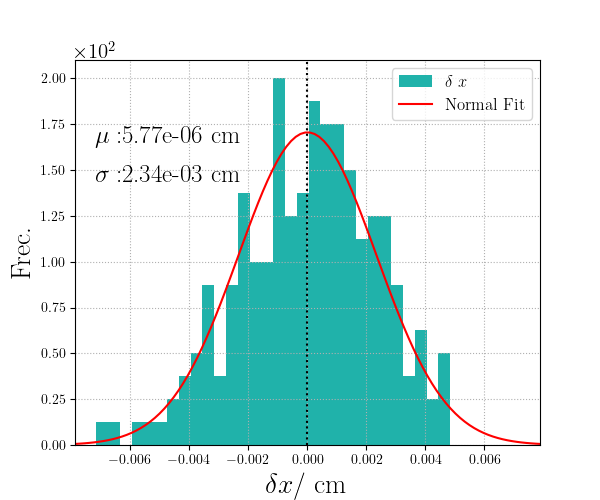 ×10²
2.00
1.75
1.50
1.25
1.00
0.75
0.50
0.25
0.00
Frec.
μ :5.77e-06 cm
σ :2.34e-03 cm
δ x
Normal Fit
−0.006 −0.004 −0.002 0.000 0.002 0.004 0.006
δx/ cm